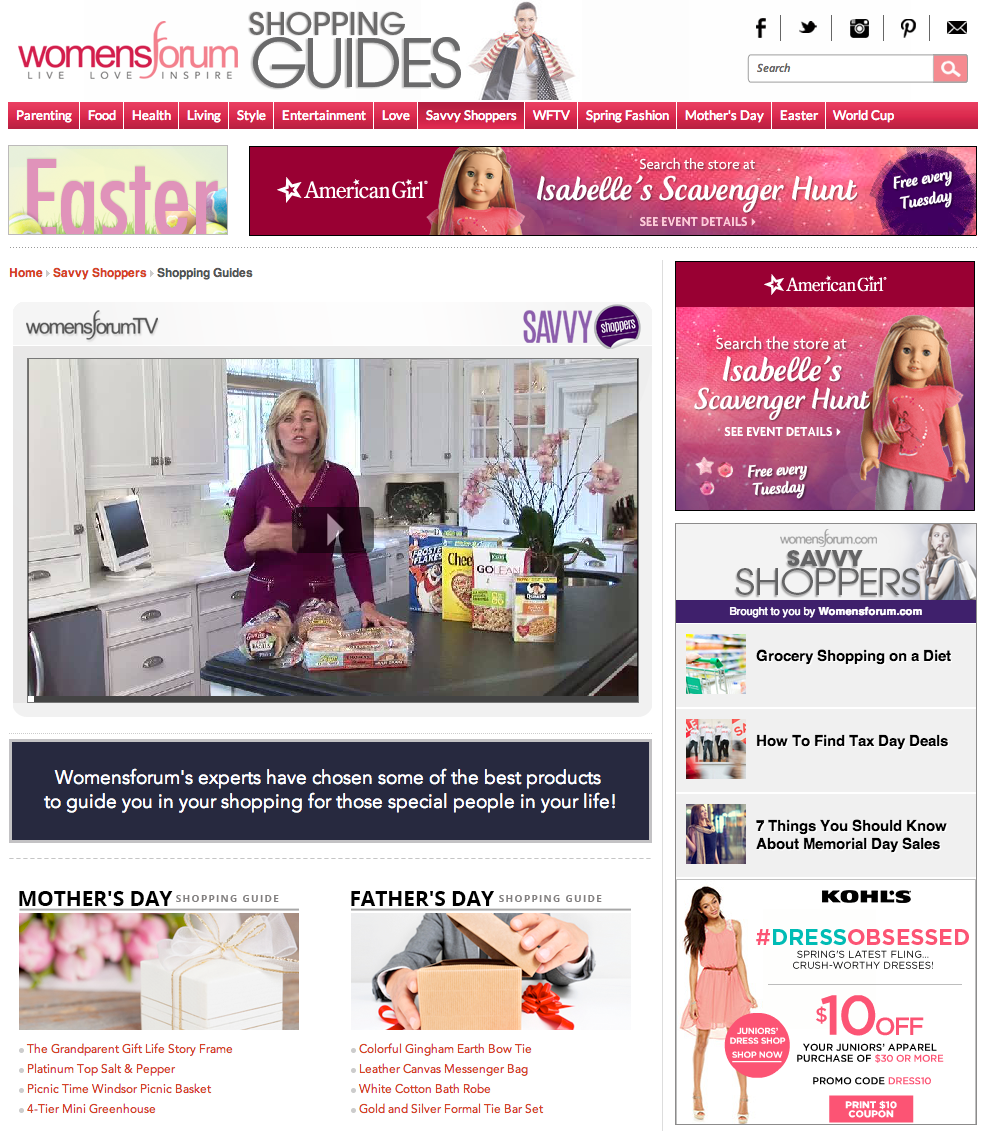 womensforum
LIVE LOVE INSPIRE
SHOPPING
GUIDES
Search
Parenting Food Health Living Style Entertainment Love Savvy Shoppers WFTV Spring Fashion Mother's Day Easter World Cup
Easter
American Girl®
Search the store at
Isabelle's Scavenger Hunt
SEE EVENT DETAILS
Free every
Tuesday
Home Savvy Shoppers Shopping Guides
womensforumTV
SAVVY shoppers
FROSTED
FLAKES
Chee
GOLEAN
QUAKER
Womensforum's experts have chosen some of the best products
to guide you in your shopping for those special people in your life!
MOTHER'S DAY SHOPPING GUIDE
The Grandparent Gift Life Story Frame
Platinum Top Salt & Pepper
Picnic Time Windsor Picnic Basket
4-Tier Mini Greenhouse
FATHER'S DAY SHOPPING GUIDE
Colorful Gingham Earth Bow Tie
Leather Canvas Messenger Bag
White Cotton Bath Robe
Gold and Silver Formal Tie Bar Set
American Girl®
Search the store at
Isabelle's
Scavenger Hunt
SEE EVENT DETAILS
Free every
Tuesday
womensforum.com
SAVVY
SHOPPERS
Brought to you by Womensforum.com
Grocery Shopping on a Diet
How To Find Tax Day Deals
7 Things You Should Know
About Memorial Day Sales
KOHL'S
#DRESSOBSESSED
SPRING'S LATEST FLING...
CRUSH-WORTHY DRESSES!
$10 OFF
YOUR JUNIORS' APPAREL
PURCHASE OF $30 OR MORE
PROMO CODE DRESS10
PRINT $10
COUPON
JUNIORS'
DRESS SHOP
SHOP NOW